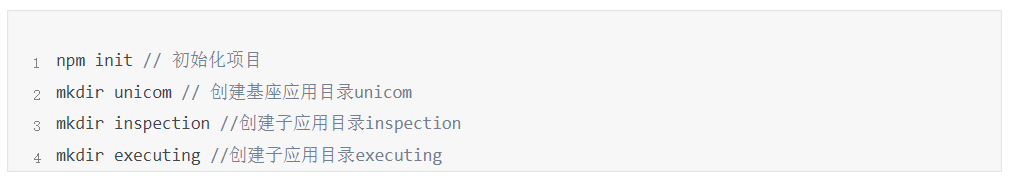 1 npm init // 初始化项目
2 mkdir unicom // 创建基座应用目录unicom
3 mkdir inspection //创建子应用目录inspection
4 mkdir executing //创建子应用目录executing